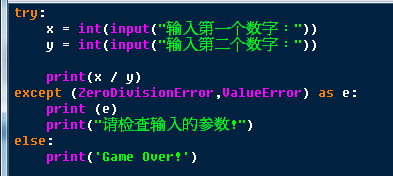 try:
    x = int(input("输入第一个数字："))
    y = int(input("输入第二个数字："))

    print(x / y)
except (ZeroDivisionError,ValueError) as e:
    print (e)
    print("请检查输入的参数!")
else:
    print('Game Over!')